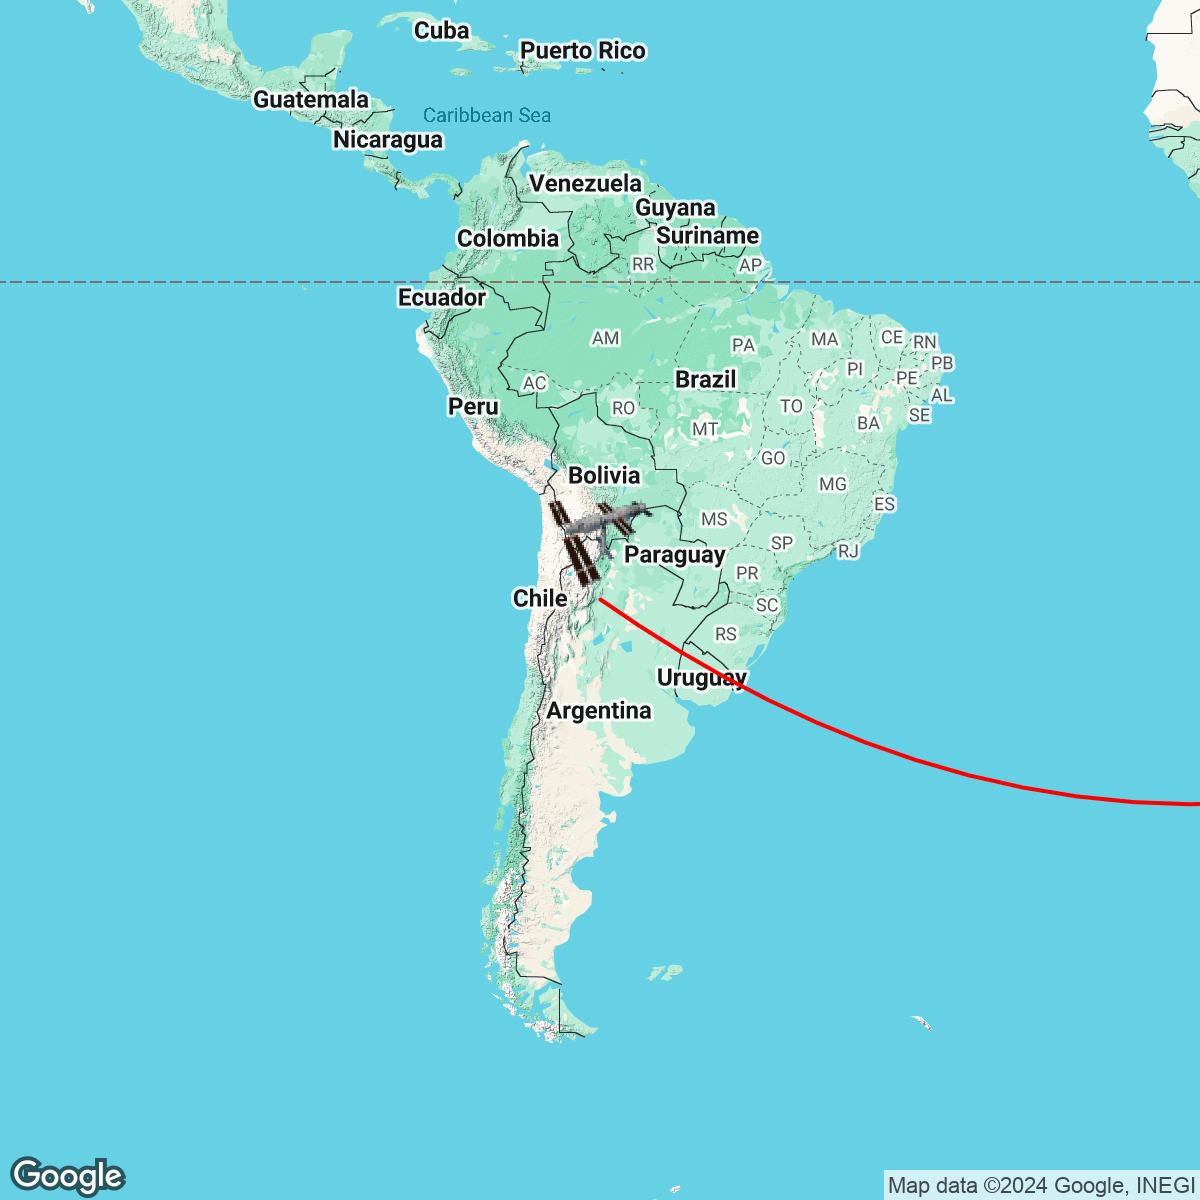 Cuba
Puerto Rico
Guatemala
Caribbean Sea
Nicaragua
Venezuela
Guyana
Suriname
Colombia
RR
AP
Ecuador
AM
PA
MA
CE
RN
PB
PI
PE
AL
AC
Brazil
TO
SE
Peru
RO
MT
BA
GO
Bolivia
MG
ES
MS
SP
RJ
Paraguay
PR
Chile
SC
RS
Uruguay
Argentina
Google
Map data ©2024 Google, INEGI